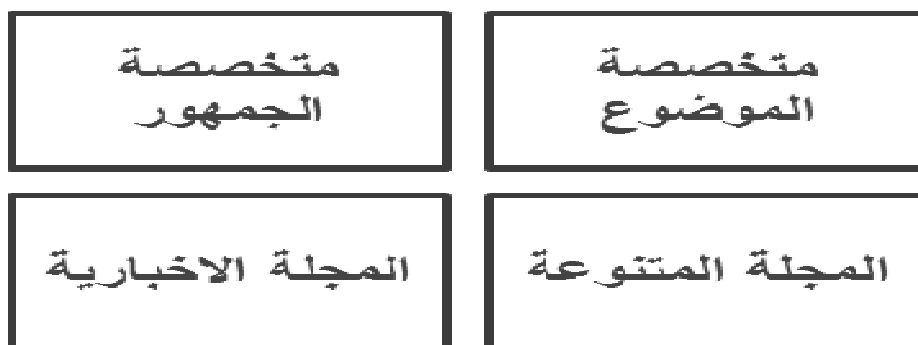 متخصصة
الموضوع
متخصصة
الجمهور
المجلة المتنوعة
المجلة الاخبارية